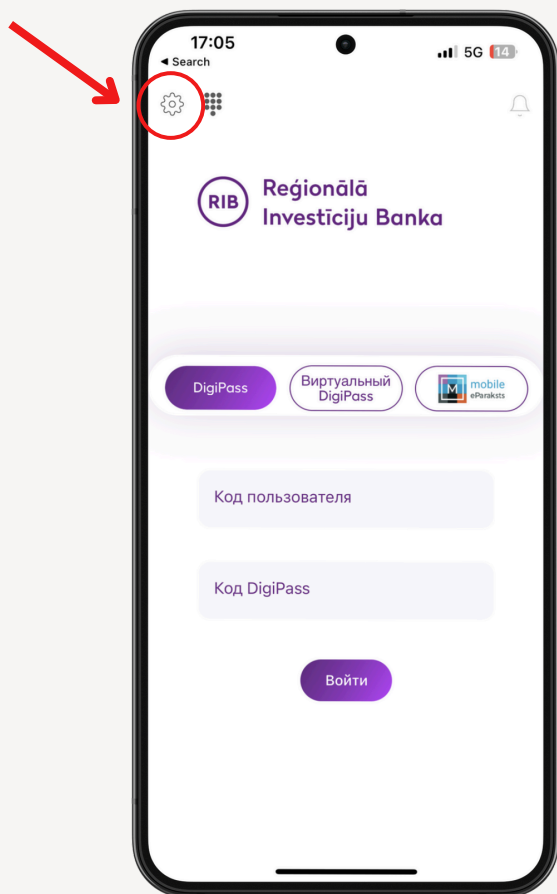 17:05
5G 14
◄ Search
RIB
Reģionālā
Investīciju Banka
DigiPass
Виртуальный
DigiPass
M
mobile
eParaksts
Код пользователя
Код DigiPass
Войти